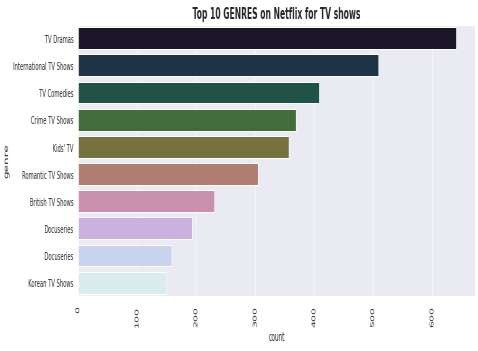 Top 10 GENRES on Netflix for TV shows
TV Dramas
International TV Shows
TV Comedies
Crime TV Shows
Kids' TV
Romantic TV Shows
British TV Shows
Docuseries
Docuseries
Korean TV Shows
genre
0
100
200
300
400
500
600
count